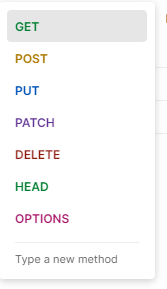 GET
POST
PUT
PATCH
DELETE
HEAD
OPTIONS
Type a new method